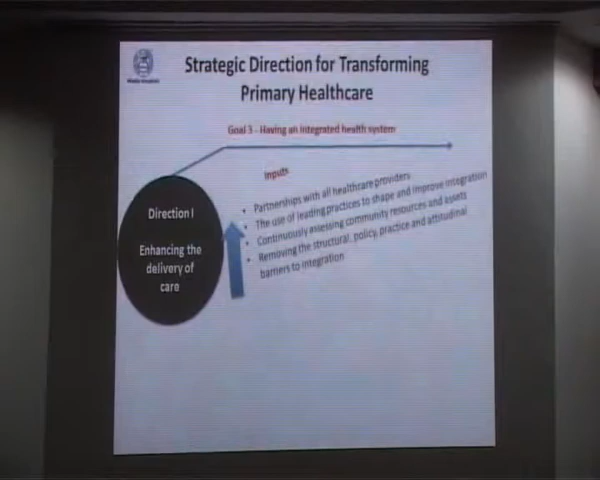 Strategic Direction for Transforming
Primary Healthcare
Goal 3 - Having an integrated health system
Inputs
Direction I
Enhancing the
delivery of
care
• Partnerships with all healthcare providers
• The use of leading practices to shape and improve integration
• Continuously assessing community resources and assets
• Removing the structural, policy, practice and attitudinal
barriers to integration